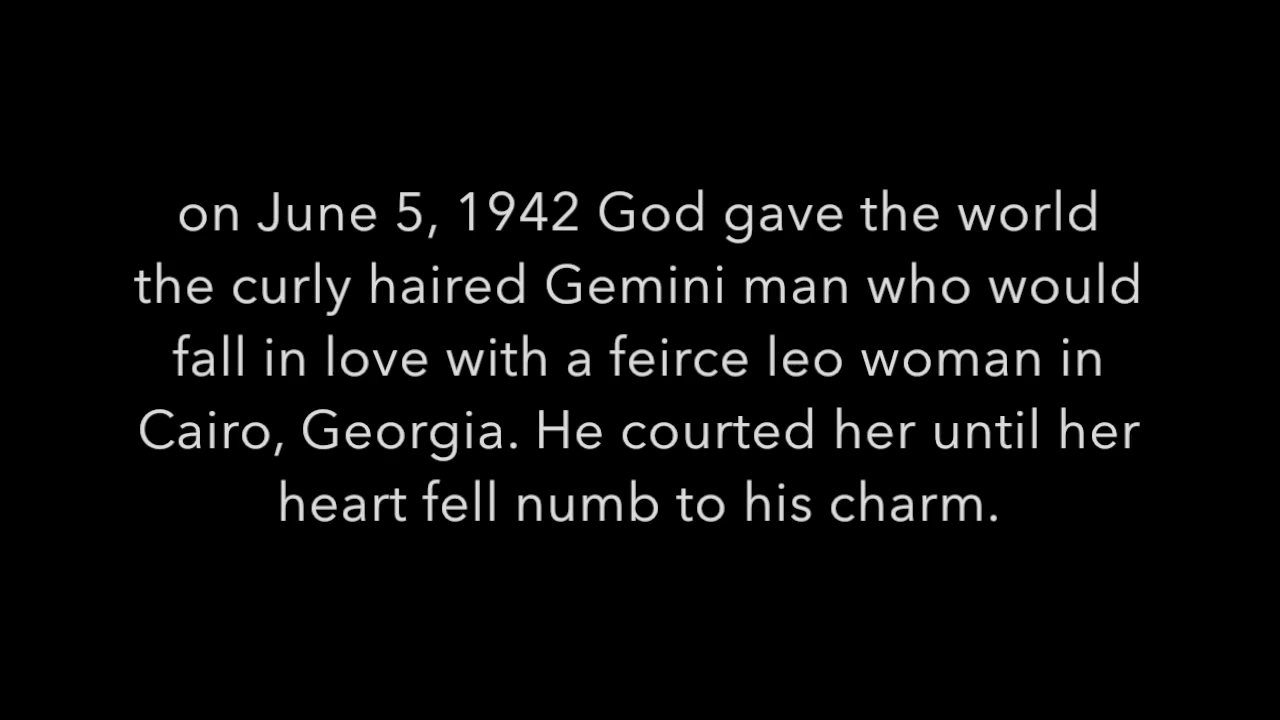 on June 5, 1942 God gave the world
the curly haired Gemini man who would
fall in love with a feirce leo woman in
Cairo, Georgia. He courted her until her
heart fell numb to his charm.